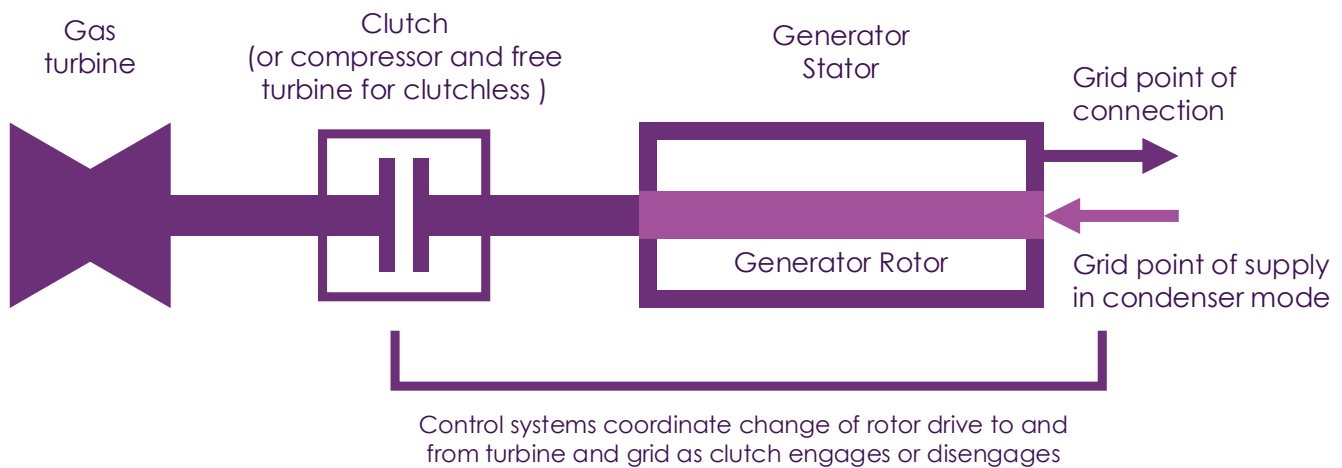 Gas
turbine
Clutch
(or compressor and free
turbine for clutchless )
Generator
Stator
Grid point of
connection
Generator Rotor
Grid point of supply
in condenser mode
Control systems coordinate change of rotor drive to and
from turbine and grid as clutch engages or disengages